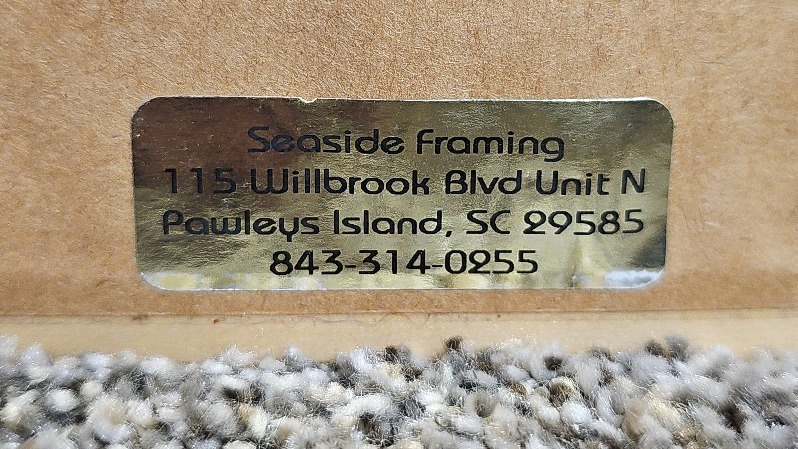 Seaside Framing
115 Willbrook Blvd Unit N
Pawleys Island, SC 29585
843-314-0255